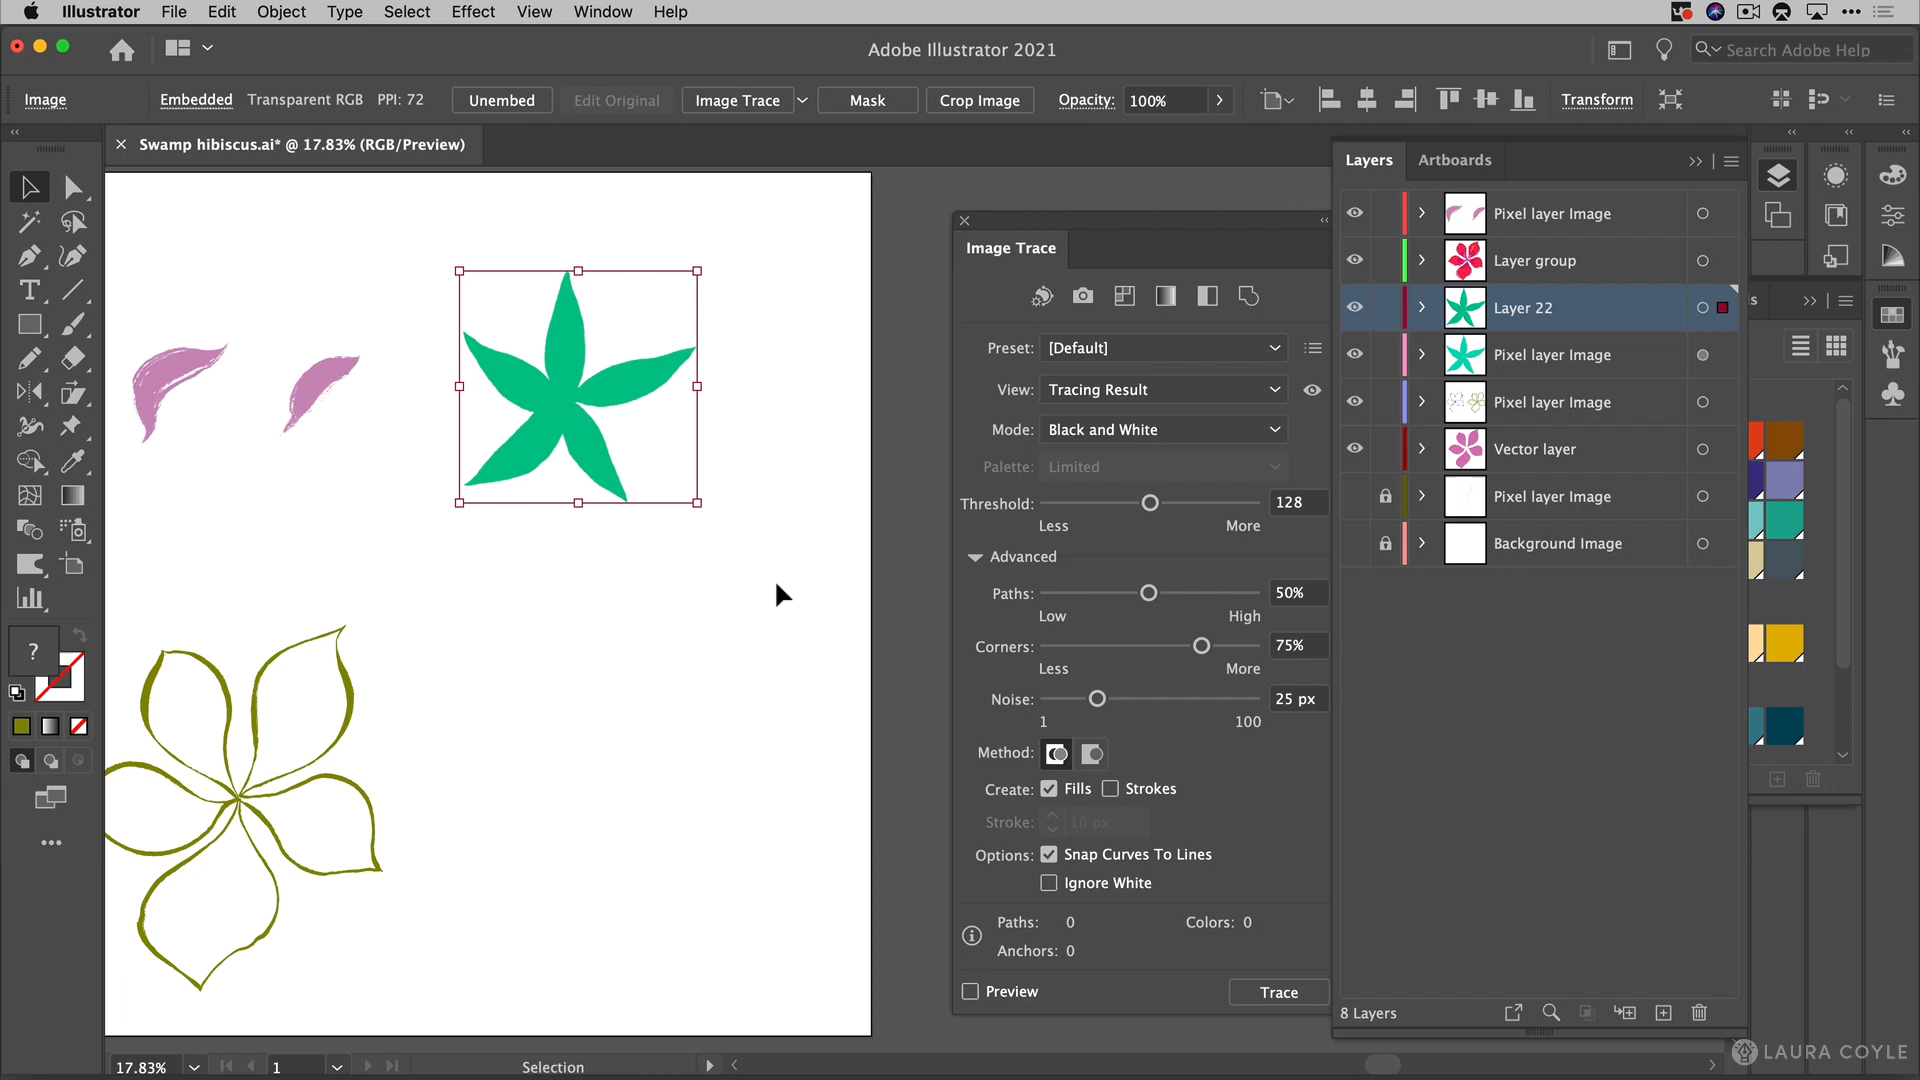 Illustrator File Edit Object Type Select Effect View Window Help
Adobe Illustrator 2021
Search Adobe Help
Image Embedded Transparent RGB PPI: 72 Unembed Edit Original Image Trace Mask Crop Image Opacity: 100% Transform
× Swamp hibiscus.ai* @ 17.83% (RGB/Preview)
Layers Artboards
Pixel layer Image
Layer group
Layer 22
Pixel layer Image
Pixel layer Image
Vector layer
Pixel layer Image
Background Image
8 Layers
s
Image Trace
Preset: [Default]
View: Tracing Result
Mode: Black and White
Palette: Limited
Threshold: 128
Less More
Advanced
Paths: 50%
Low High
Corners: 75%
Less More
Noise: 25 px
1 100
Method:
Create: Fills Strokes
Stroke: 10 px
Options: Snap Curves To Lines
Ignore White
Paths: 0 Colors: 0
Anchors: 0
Preview Trace
?
17.83% 1 Selection
LAURA COYLE